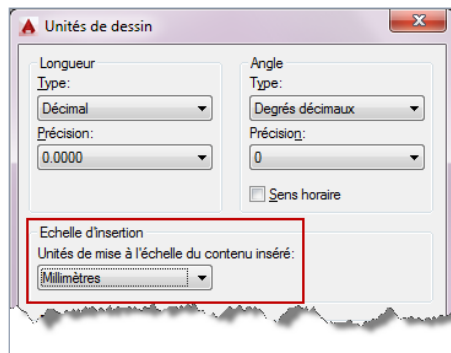 Unités de dessin
Longueur
Type:
Décimal
Précision:
0.0000
Angle
Type:
Degrés décimaux
Précision:
0
Sens horaire
Echelle d'insertion
Unités de mise à l'échelle du contenu inséré:
Millimètres